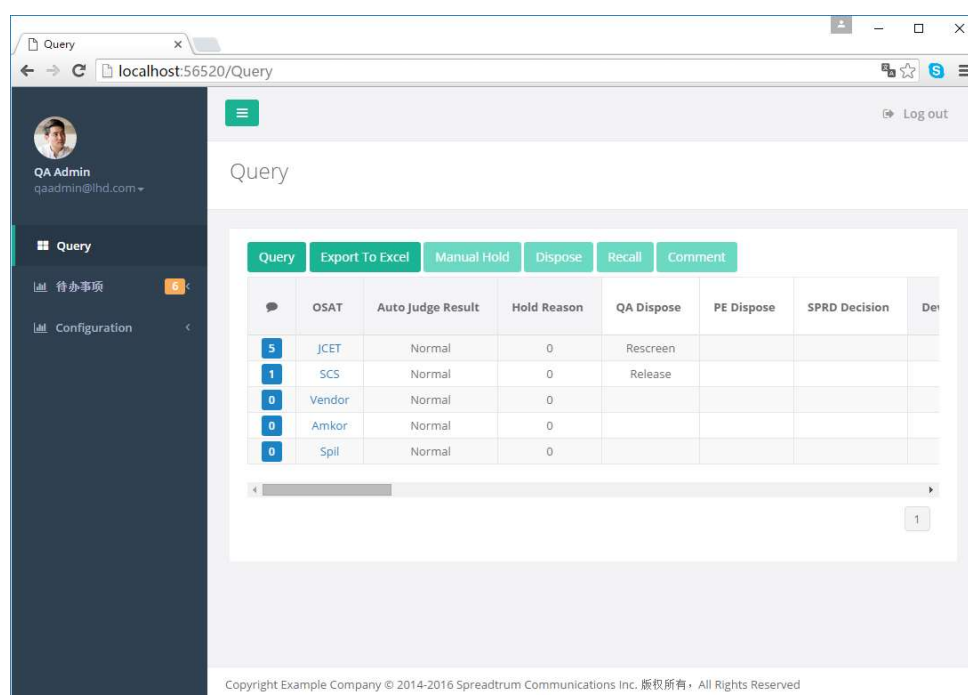 Query
localhost:56520/Query
Log out
QA Admin
qaadmin@lhd.com
Query
Query
待办事项 6
Configuration
Query Export To Excel Manual Hold Dispose Recall Comment
OSAT Auto Judge Result Hold Reason QA Dispose PE Dispose SPRD Decision Dev
5 JCET Normal 0 Rescreen
1 SCS Normal 0 Release
0 Vendor Normal 0
0 Amkor Normal 0
0 Spil Normal 0
1
Copyright Example Company © 2014-2016 Spreadtrum Communications Inc. 版权所有，All Rights Reserved